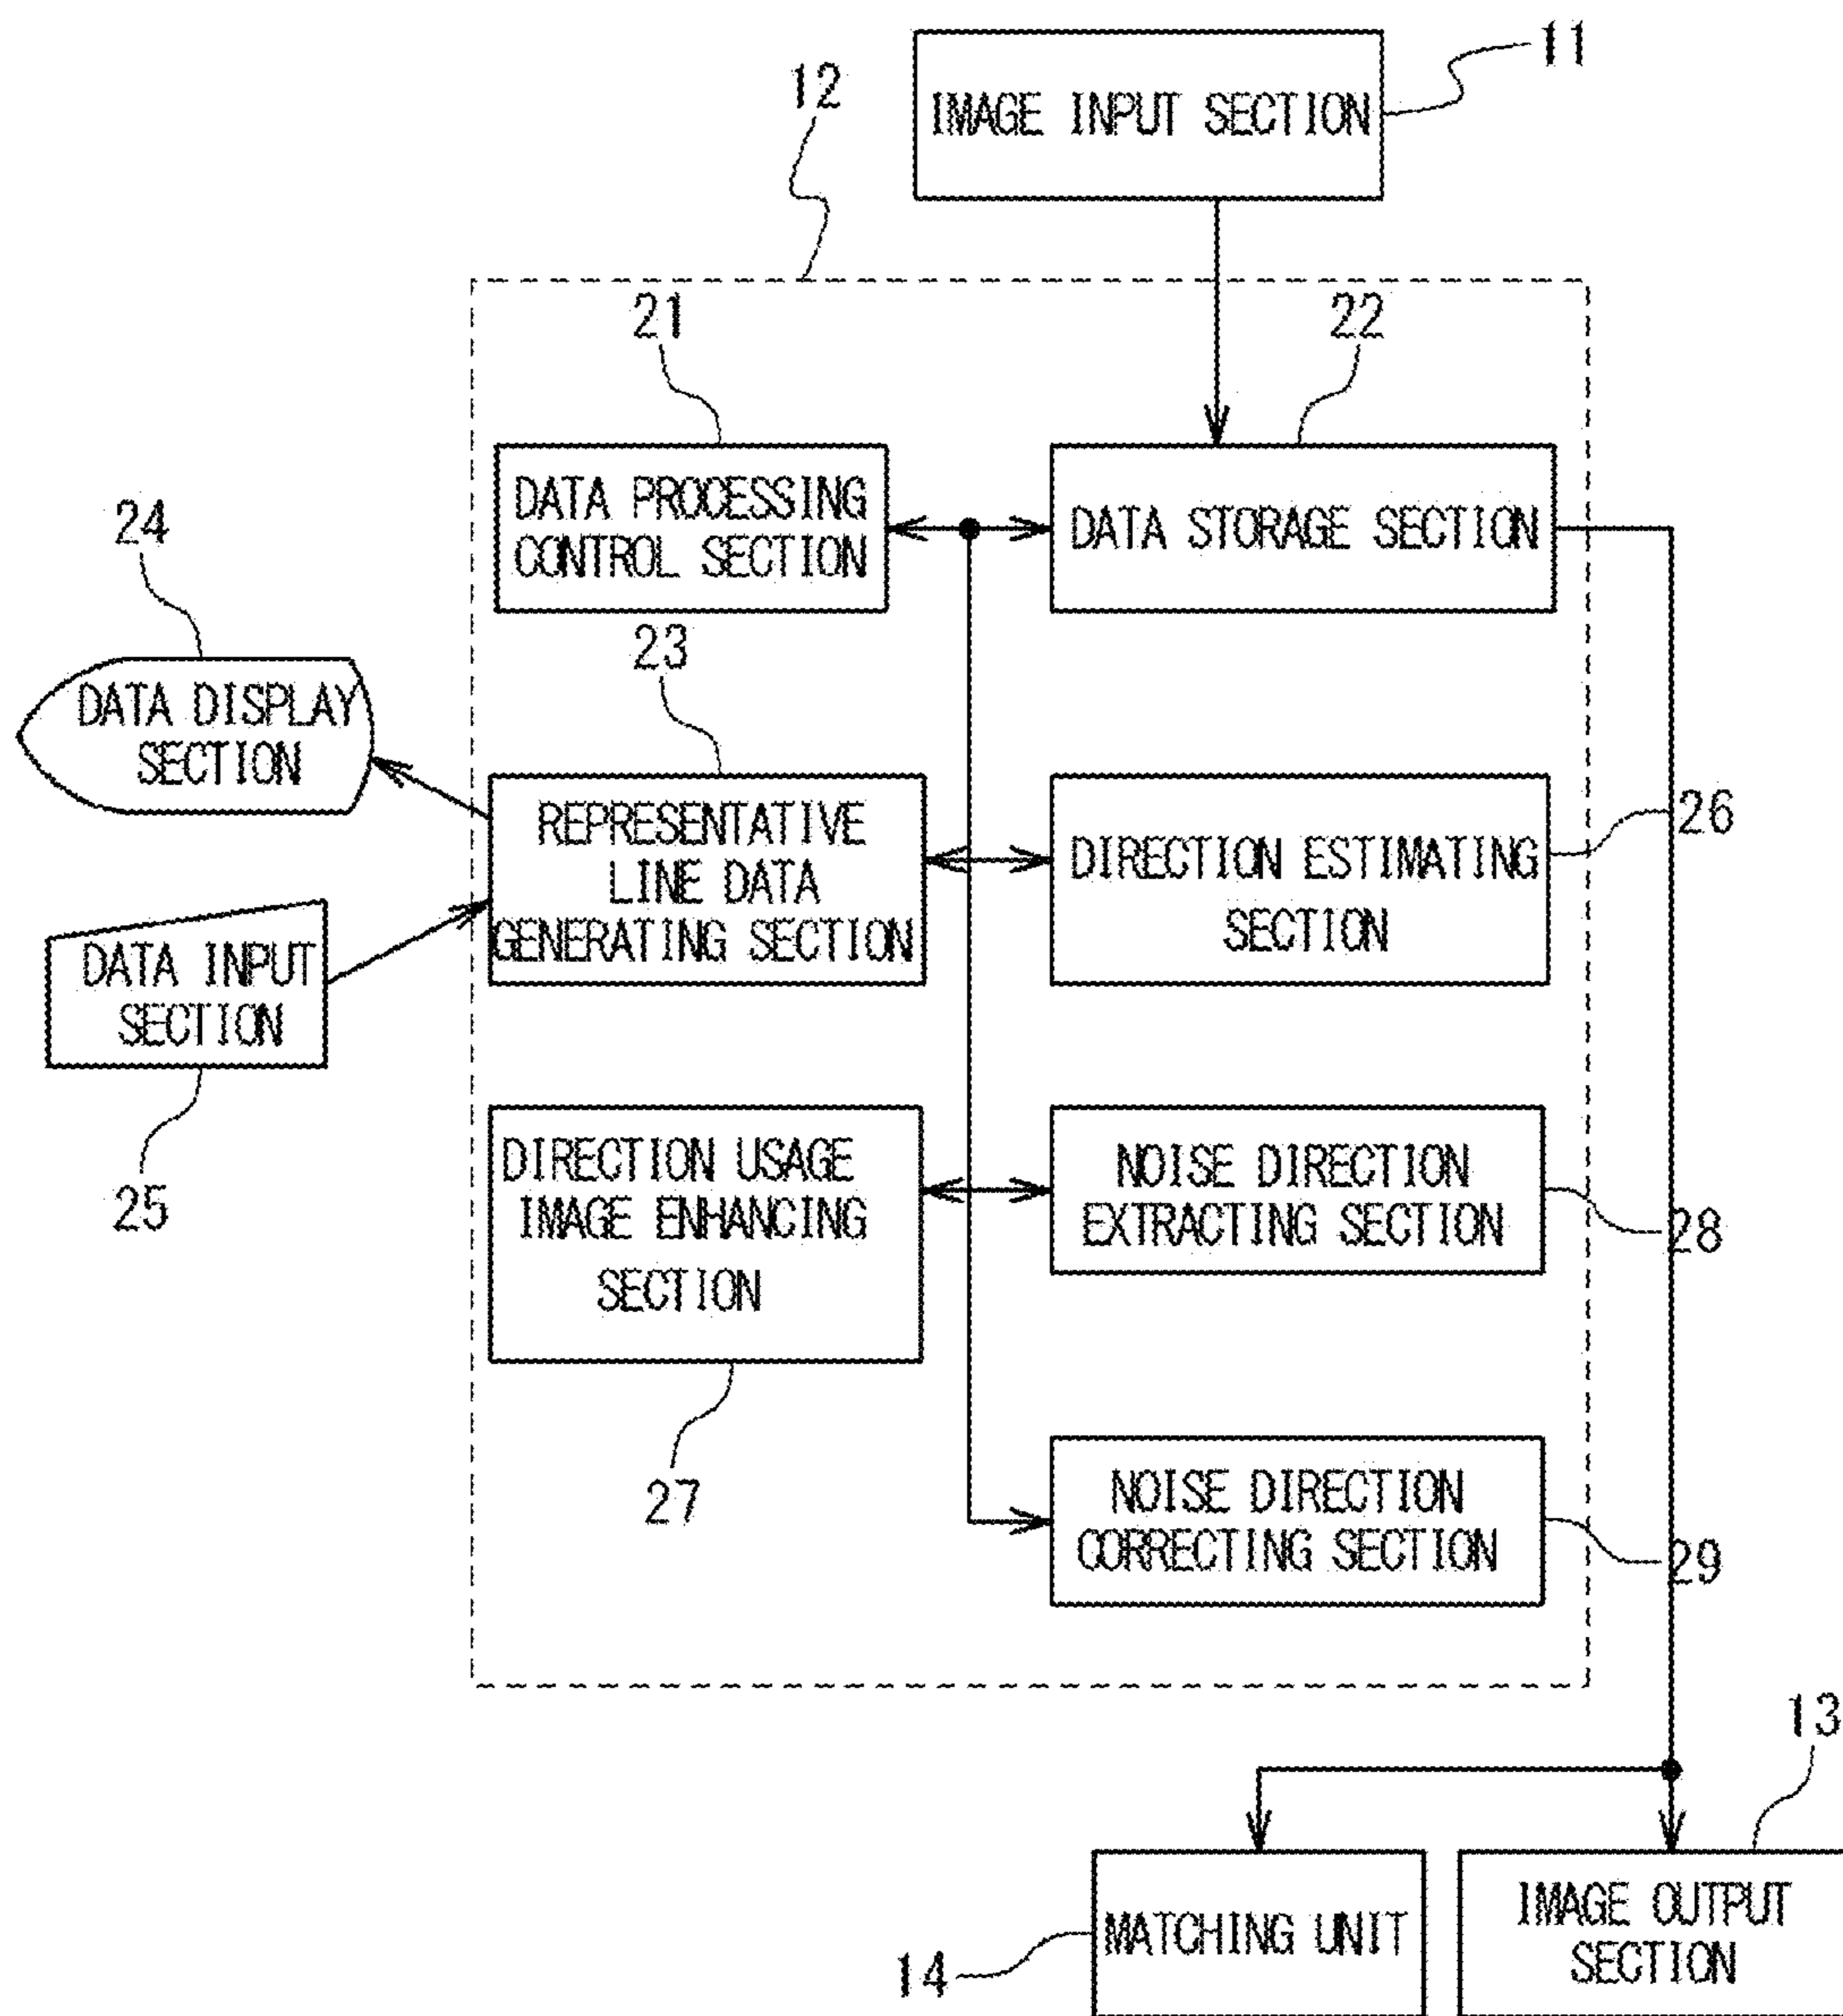 11
IMAGE INPUT SECTION
12
21
22
DATA PROCESSING
CONTROL SECTION
DATA STORAGE SECTION
24
DATA DISPLAY
SECTION
23
REPRESENTATIVE
LINE DATA
GENERATING SECTION
DIRECTION ESTIMATING
SECTION
26
DATA INPUT
SECTION
25
DIRECTION USAGE
IMAGE ENHANCING
SECTION
27
NOISE DIRECTION
EXTRACTING SECTION
28
NOISE DIRECTION
CORRECTING SECTION
29
13
MATCHING UNIT
14
IMAGE OUTPUT
SECTION